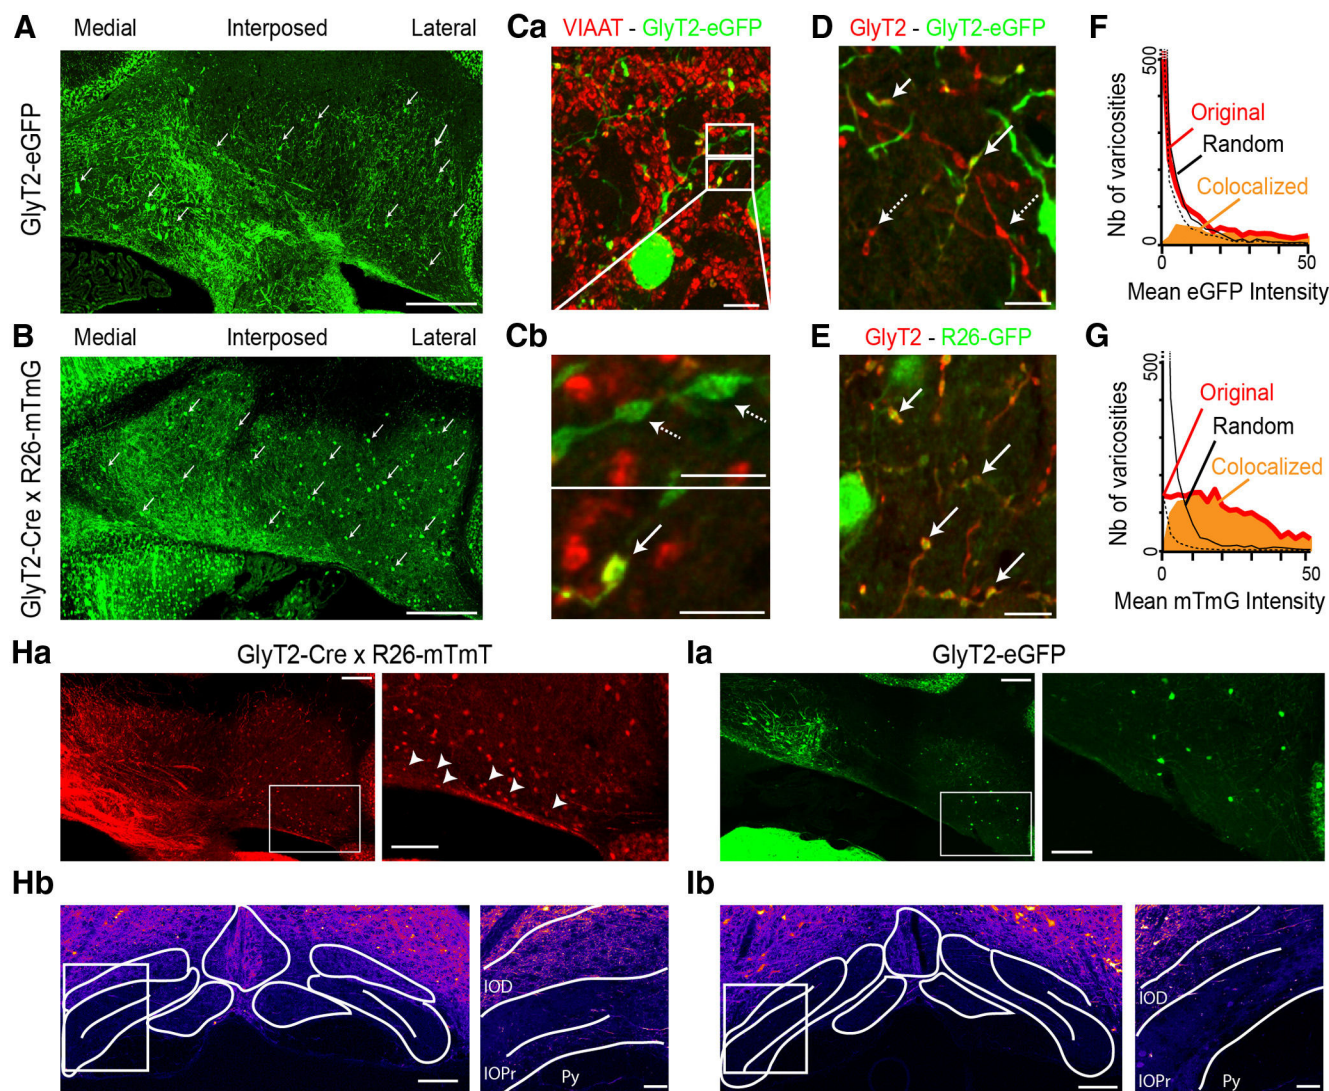 A
Medial Interposed Lateral
GlyT2-eGFP
B
Medial Interposed Lateral
GlyT2-Cre x R26-mTmG
Ca
VIAAT - GlyT2-eGFP
Cb
D
GlyT2 - GlyT2-eGFP
E
GlyT2 - R26-GFP
F
Nb of varicosities
500
0
Original
Random
Colocalized
0 50
Mean eGFP Intensity
G
Nb of varicosities
500
0
Original
Random
Colocalized
0 50
Mean mTmG Intensity
Ha
GlyT2-Cre x R26-mTmT
Ia
GlyT2-eGFP
Hb
IOD
IOPr
Py
Ib
IOD
IOPr
Py